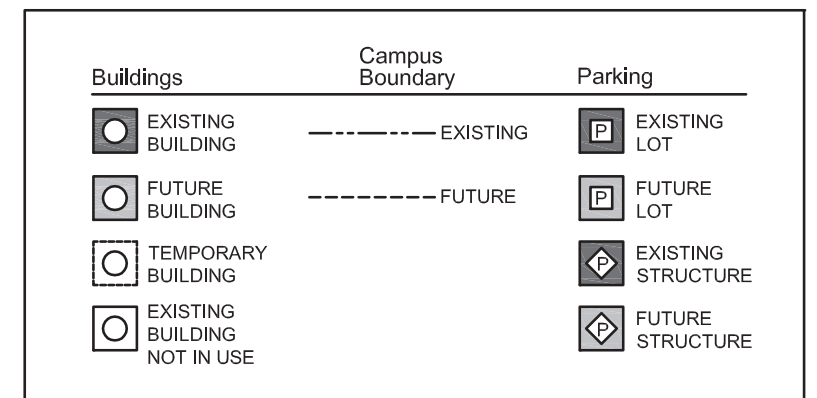 Buildings
Campus
Boundary
Parking
EXISTING
BUILDING
FUTURE
BUILDING
TEMPORARY
BUILDING
EXISTING
BUILDING
NOT IN USE
EXISTING
FUTURE
P
EXISTING
LOT
P
FUTURE
LOT
P
EXISTING
STRUCTURE
P
FUTURE
STRUCTURE